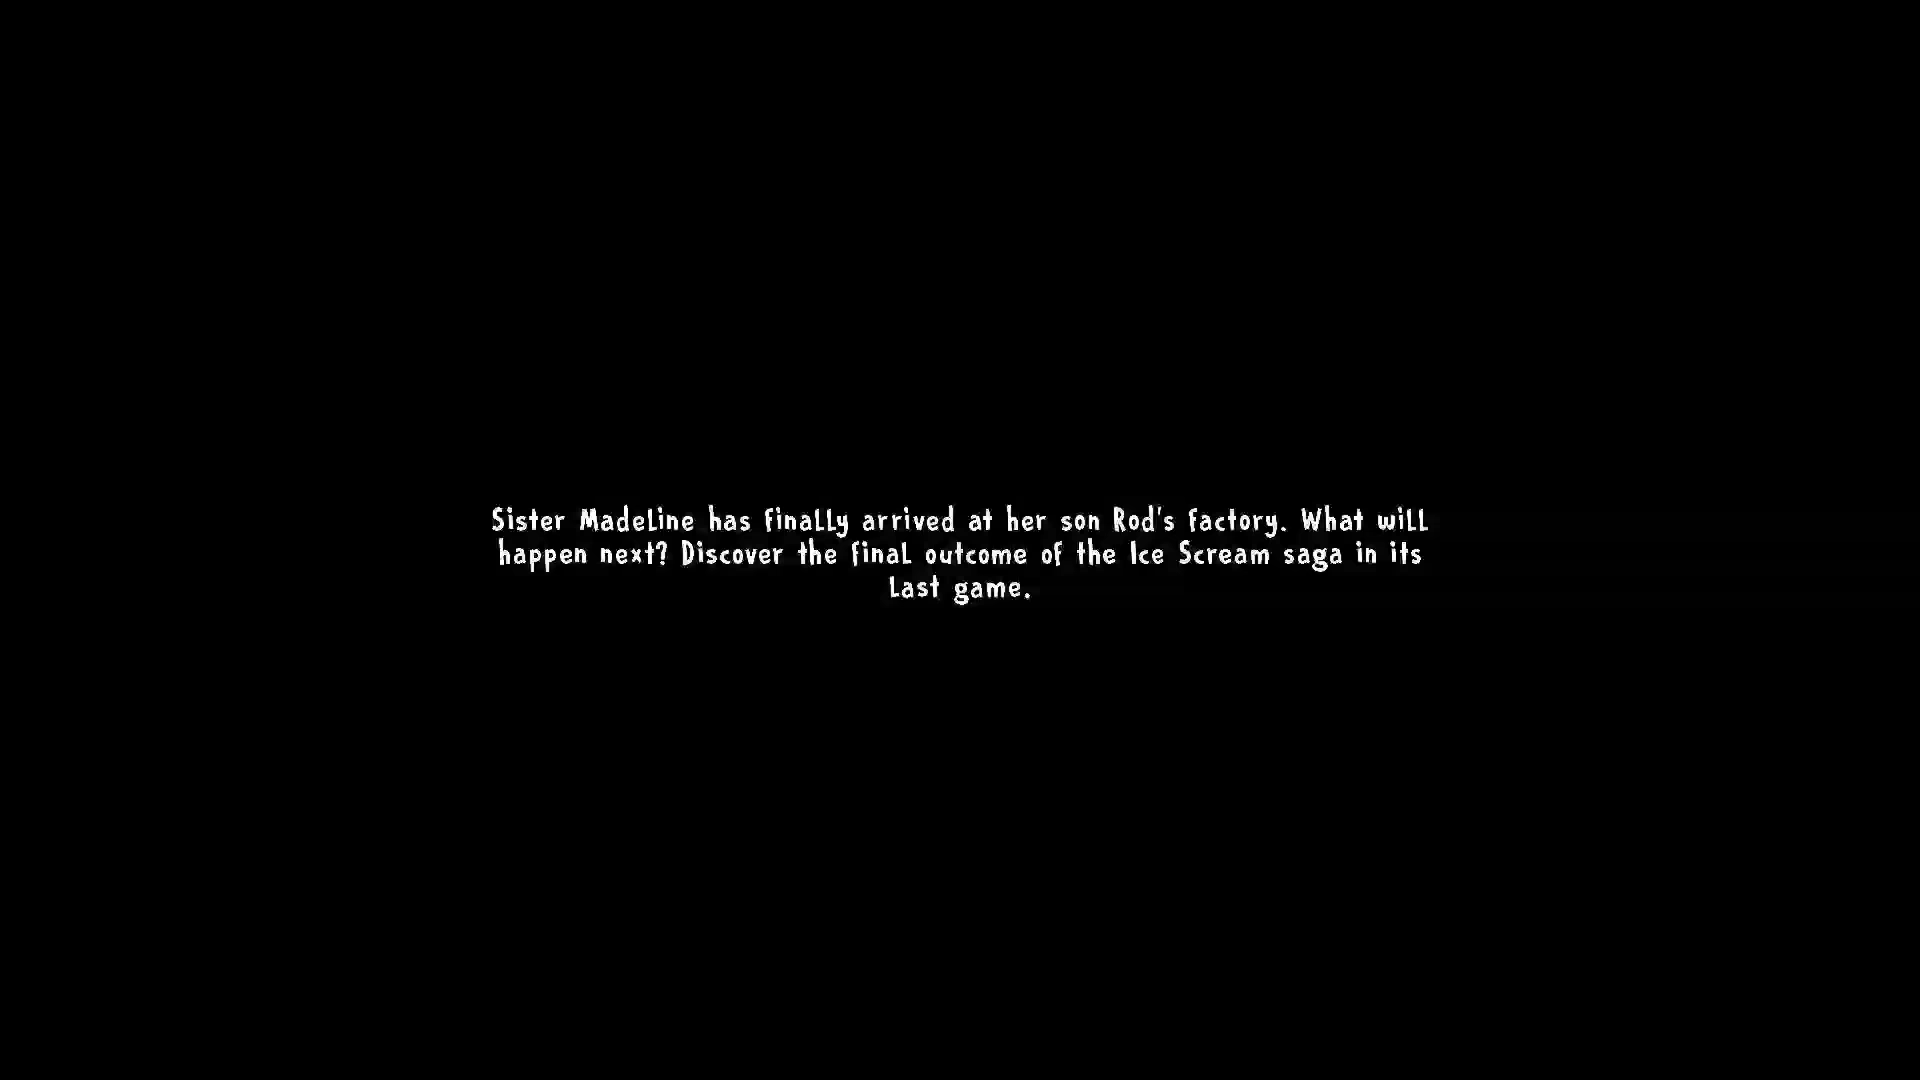 Sister Madeline has finally arrived at her son Rod's factory. What will
happen next? Discover the final outcome of the Ice Scream saga in its
last game.